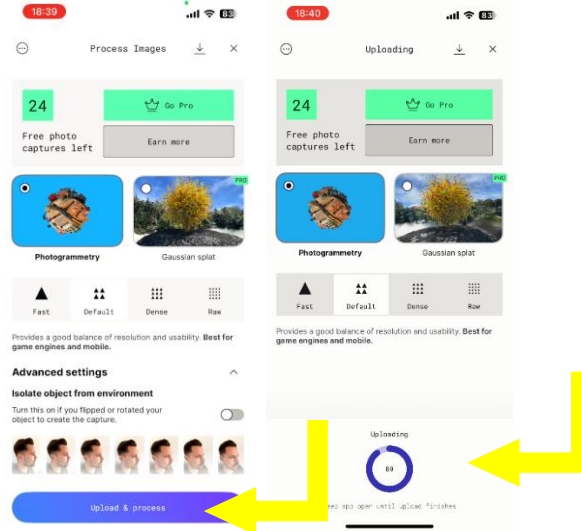 18:39
83
Process Images
24
Go Pro
Free photo
captures left
Earn more
PRO
Photogrammetry
Gaussian splat
Fast
Default
Dense
Raw
Provides a good balance of resolution and usability. Best for
game engines and mobile.
Advanced settings
Isolate object from environment
Turn this on if you flipped or rotated your
object to create the capture.
Upload & process
18:40
83
Uploading
24
Go Pro
Free photo
captures left
Earn more
PRO
Photogrammetry
Gaussian splat
Fast
Default
Dense
Raw
Provides a good balance of resolution and usability. Best for
game engines and mobile.
Uploading
89
app open until upload finishes